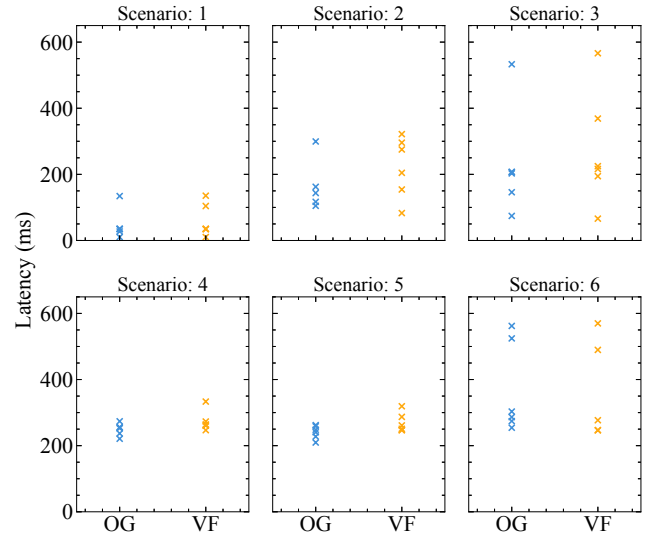 Scenario: 1
Scenario: 2
Scenario: 3
600
400
200
0
Scenario: 4
Scenario: 5
Scenario: 6
600
400
200
0
Latency (ms)
OG
VF
OG
VF
OG
VF